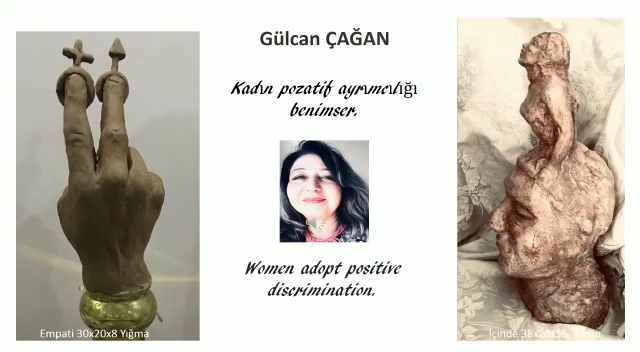 Gülcan ÇAĞAN
Kadın pozatif ayrımcılığı
benimser.
Women adopt positive
discrimination.
Empati 30x20x8 Yığma
İçinde